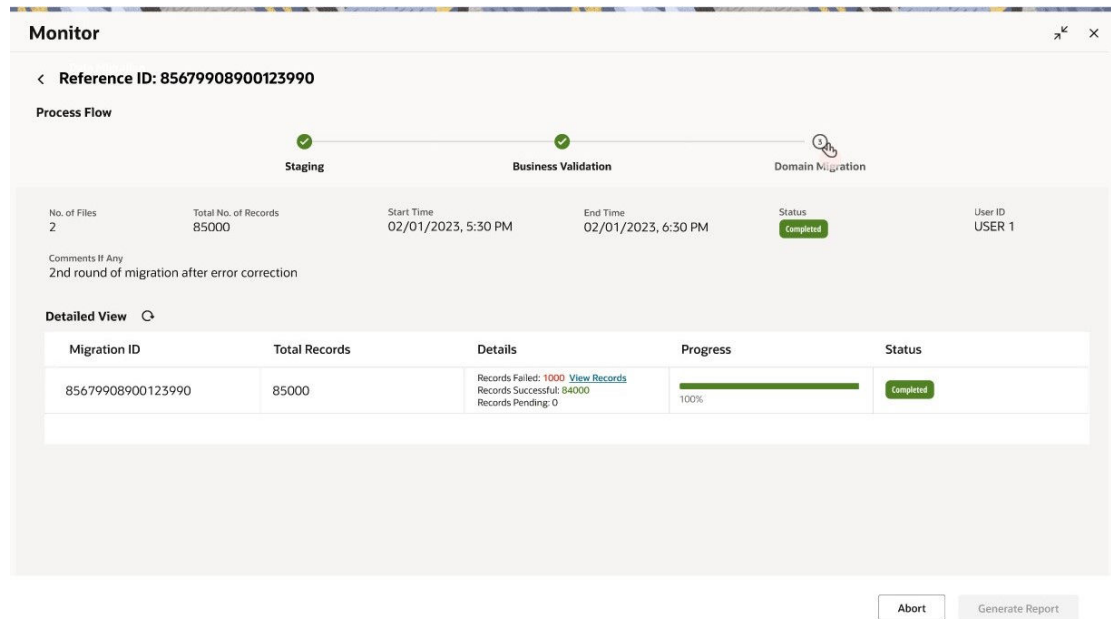 Monitor
Reference ID: 85679908900123990
Process Flow
3
Staging
Business Validation
Domain Migration
No. of Files
Total No. of Records
Start Time
End Time
Status
User ID
2
85000
02/01/2023, 5:30 PM
02/01/2023, 6:30 PM
Completed
USER 1
Comments If Any
2nd round of migration after error correction
Detailed View
Migration ID
Total Records
Details
Progress
Status
85679908900123990
85000
Records Failed: 1000 View Records
Records Successful: 84000
Records Pending: 0
100%
Completed
Abort
Generate Report